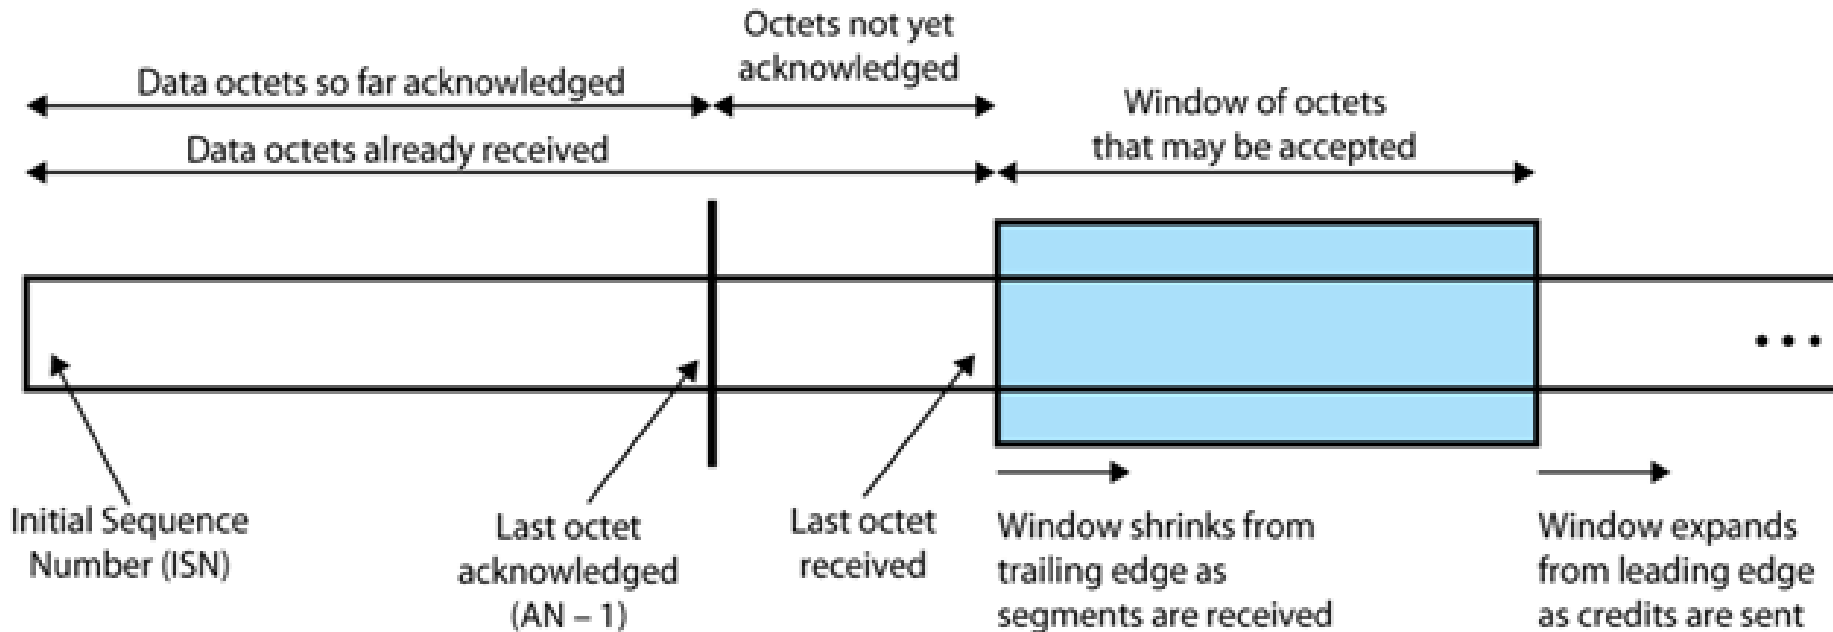 Octets not yet
acknowledged
Data octets so far acknowledged
Window of octets
that may be accepted
Data octets already received
• • •
Initial Sequence
Number (ISN)
Last octet
acknowledged
(AN – 1)
Last octet
received
Window shrinks from
trailing edge as
segments are received
Window expands
from leading edge
as credits are sent